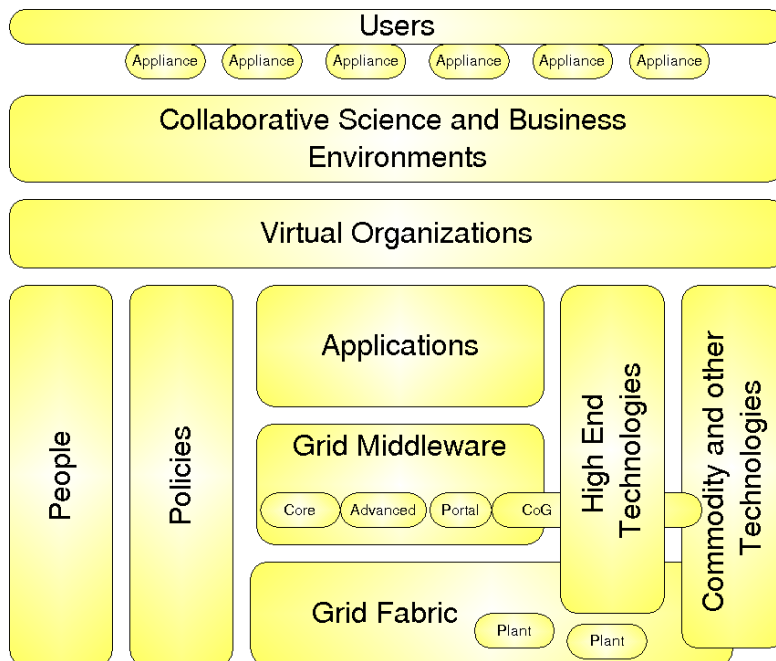 Users
Appliance
Appliance
Appliance
Appliance
Appliance
Appliance
Collaborative Science and Business
Environments
Virtual Organizations
People
Policies
Applications
Grid Middleware
Core
Advanced
Portal
CoG
High End
Technologies
Commodity and other
Technologies
Grid Fabric
Plant
Plant